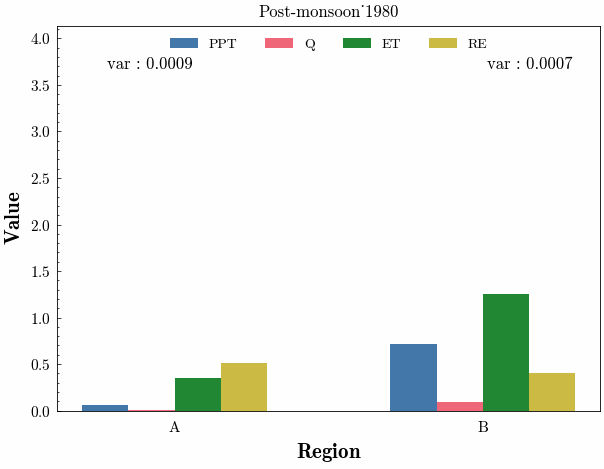 Post-monsoon˙1980
PPT Q ET RE
var : 0.0009 var : 0.0007
4.0
3.5
3.0
2.5
2.0
1.5
1.0
0.5
0.0
Value
A B
Region